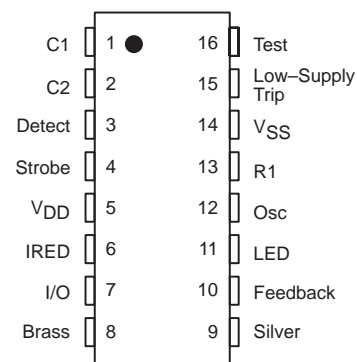 C1 1 16 Test
C2 2 15 Low–Supply Trip
Detect 3 14 VSS
Strobe 4 13 R1
VDD 5 12 Osc
IRED 6 11 LED
I/O 7 10 Feedback
Brass 8 9 Silver